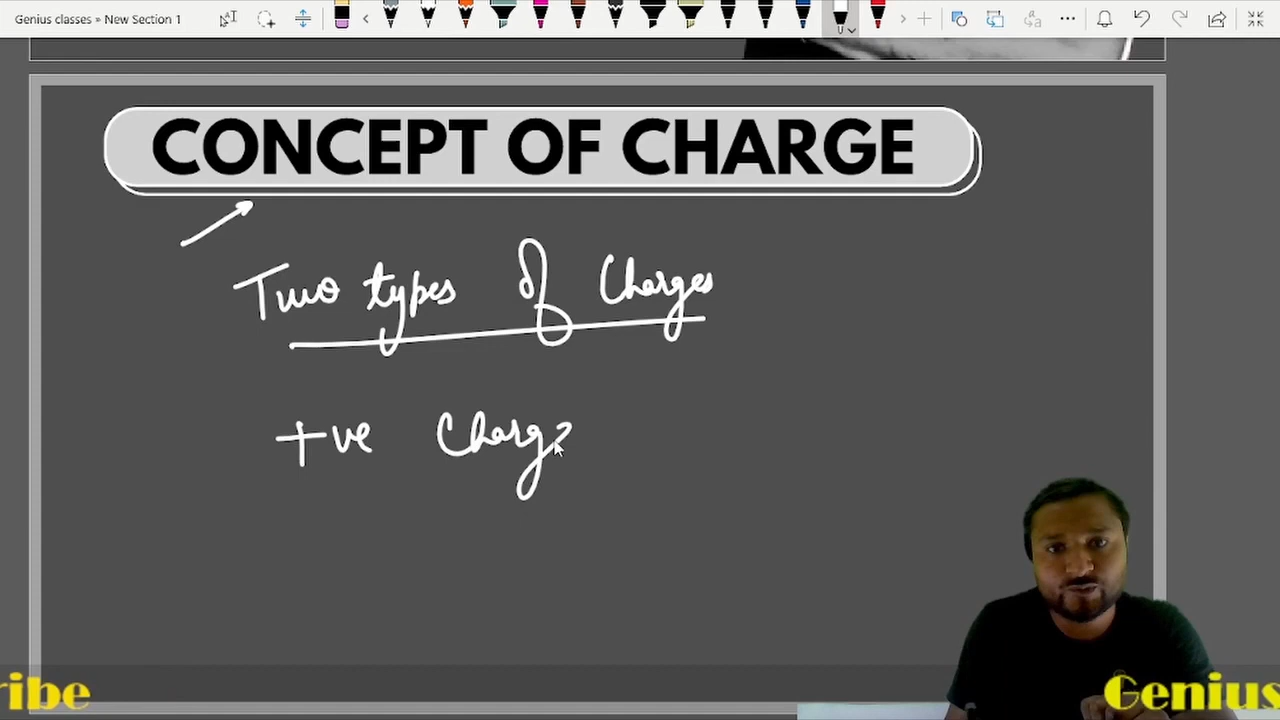 Genius classes » New Section 1
CONCEPT OF CHARGE
Two types of Charges
+ve Charge
ribe
Genius